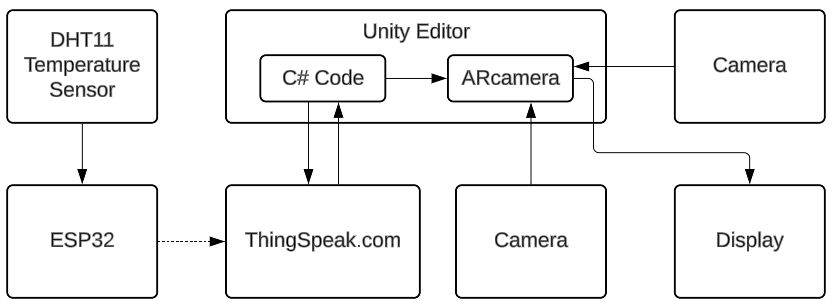 DHT11
Temperature
Sensor
Unity Editor
C# Code
ARcamera
Camera
ESP32
ThingSpeak.com
Camera
Display